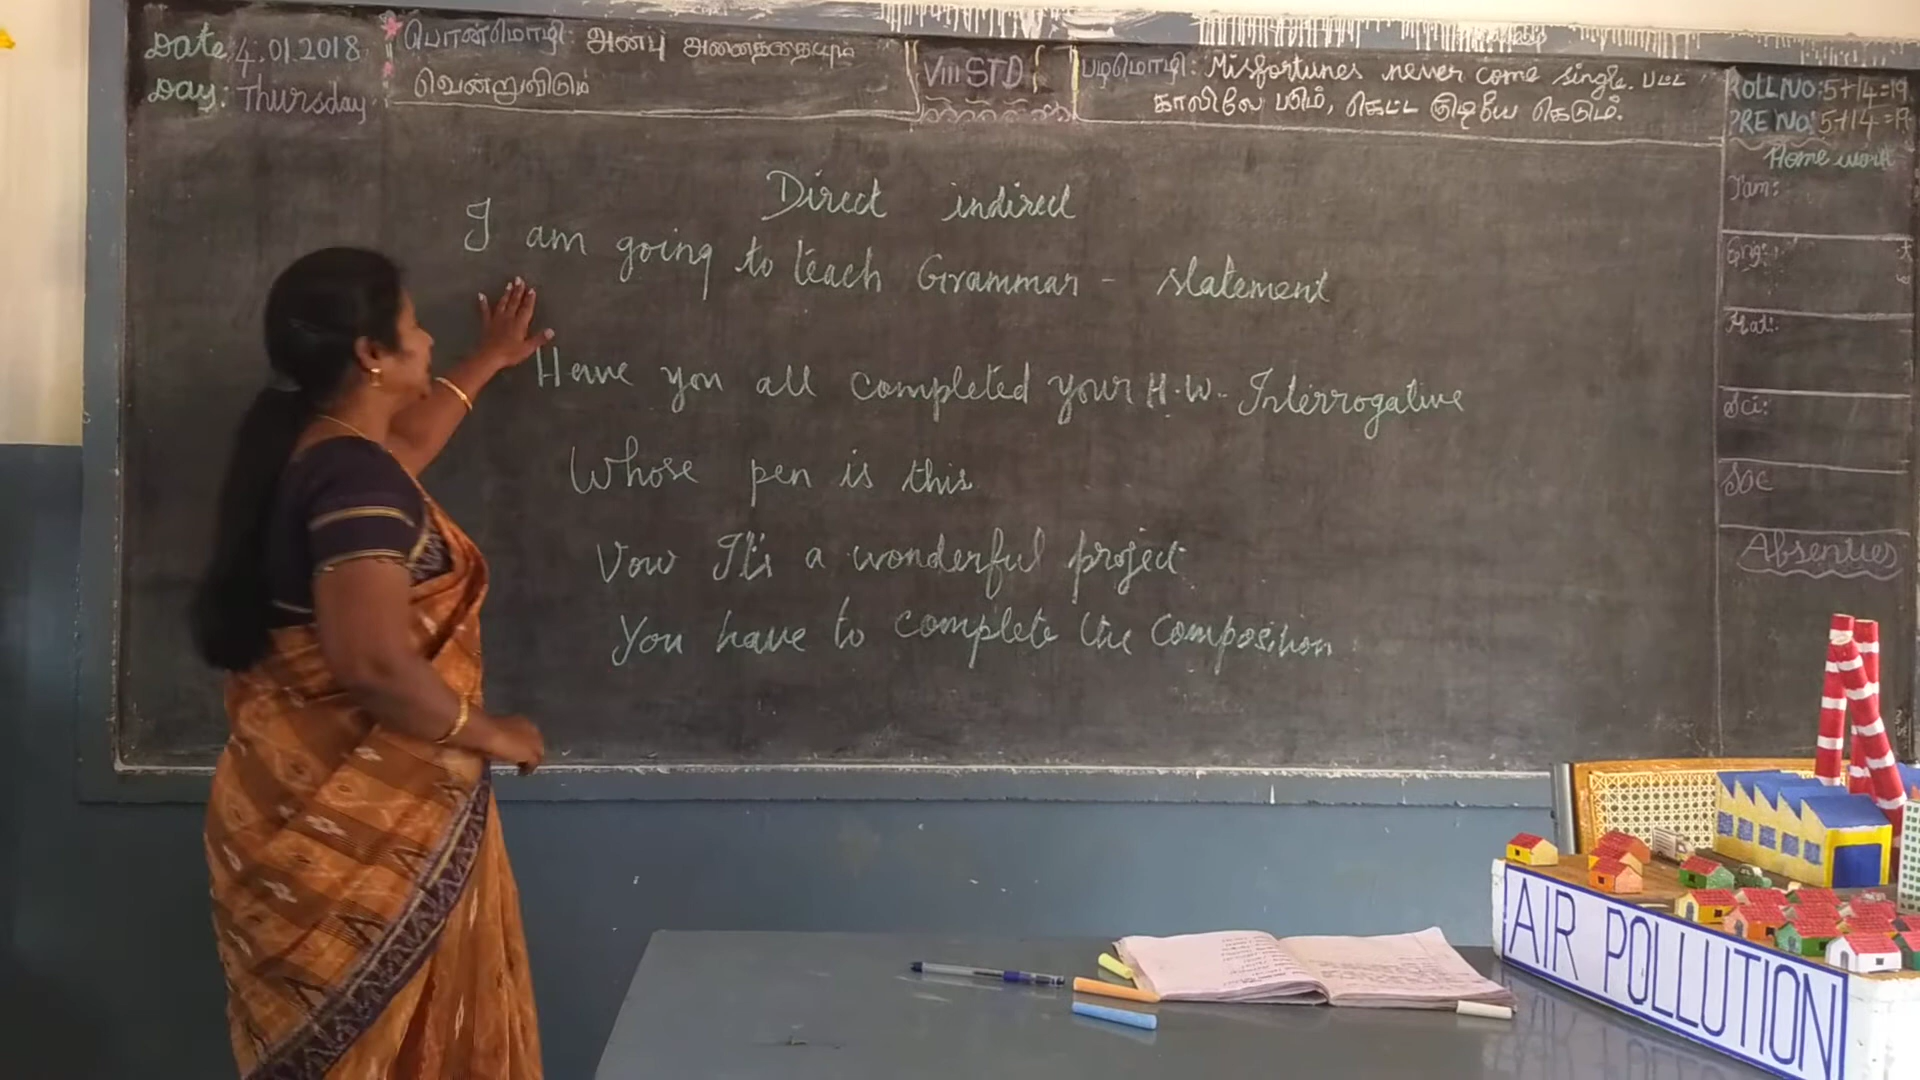 Date 4.01.2018
Day: Thursday
பொன்மொழி: அன்பு அனைத்தையும்
வென்றுவிடும்
VIII STD
பழமொழி: Misfortunes never come single. பட்ட
காலிலே படும், கெட்ட குடியே கெடும்.
ROLL NO: 5+14=19
PRE NO: 5+14=19
Home work
Tam:
Eng:
Mat:
Sci:
Soc
Absenties
Direct indirect
I am going to teach Grammar - statement
Have you all completed your H.W - Interrogative
Whose pen is this
Vow It's a wonderful project
You have to complete the Composition
AIR POLLUTION